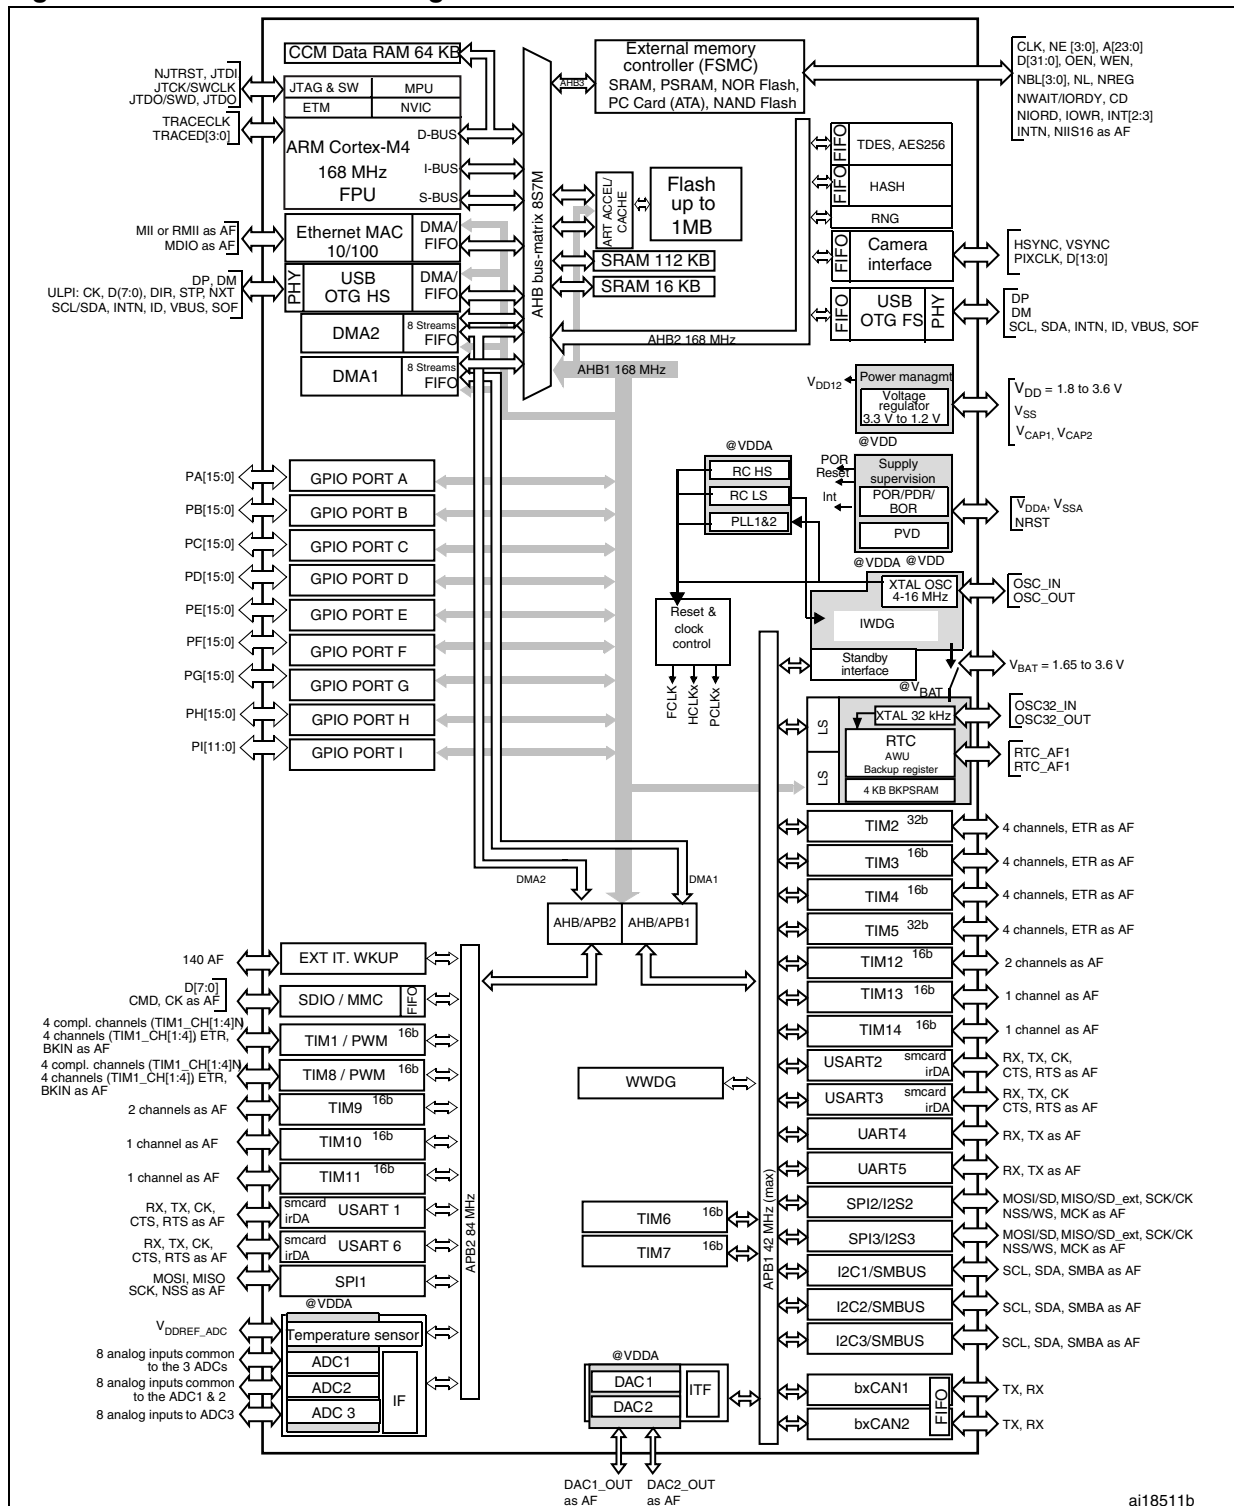 CCM Data RAM 64 KB
External memory
controller (FSMC)
SRAM, PSRAM, NOR Flash,
PC Card (ATA), NAND Flash
CLK, NE [3:0], A[23:0]
D[31:0], OEN, WEN,
NBL[3:0], NL, NREG
NWAIT/IORDY, CD
NIORD, IOWR, INT[2:3]
INTN, NIIS16 as AF
AHB3
NJTRST, JTDI
JTCK/SWCLK
JTDO/SWD, JTDO
JTAG & SW
MPU
ETM
NVIC
TRACECLK
TRACED[3:0]
ARM Cortex-M4
168 MHz
FPU
D-BUS
I-BUS
S-BUS
AHB bus-matrix 8S7M
ART ACCEL/
CACHE
Flash
up to
1MB
SRAM 112 KB
SRAM 16 KB
AHB2 168 MHz
AHB1 168 MHz
FIFO
TDES, AES256
FIFO
HASH
RNG
FIFO
Camera
interface
HSYNC, VSYNC
PIXCLK, D[13:0]
FIFO
USB
OTG FS
PHY
DP
DM
SCL, SDA, INTN, ID, VBUS, SOF
MII or RMII as AF
MDIO as AF
Ethernet MAC
10/100
DMA/
FIFO
DP, DM
ULPI: CK, D(7:0), DIR, STP, NXT
SCL/SDA, INTN, ID, VBUS, SOF
PHY
USB
OTG HS
DMA/
FIFO
DMA2
8 Streams
FIFO
DMA1
8 Streams
FIFO
VDD12
Power managmt
Voltage
regulator
3.3 V to 1.2 V
@VDD
VDD = 1.8 to 3.6 V
VSS
VCAP1, VCAP2
@VDDA
RC HS
RC LS
PLL1&2
POR
Reset
Int
Supply
supervision
POR/PDR/
BOR
PVD
VDDA, VSSA
NRST
@VDDA @VDD
XTAL OSC
4-16 MHz
OSC_IN
OSC_OUT
IWDG
Reset &
clock
control
FCLK
HCLKx
PCLKx
Standby
interface
@VBAT
VBAT = 1.65 to 3.6 V
LS
LS
XTAL 32 kHz
OSC32_IN
OSC32_OUT
RTC
AWU
Backup register
4 KB BKPSRAM
RTC_AF1
RTC_AF1
PA[15:0]
GPIO PORT A
PB[15:0]
GPIO PORT B
PC[15:0]
GPIO PORT C
PD[15:0]
GPIO PORT D
PE[15:0]
GPIO PORT E
PF[15:0]
GPIO PORT F
PG[15:0]
GPIO PORT G
PH[15:0]
GPIO PORT H
PI[11:0]
GPIO PORT I
DMA2
DMA1
AHB/APB2
AHB/APB1
TIM2 32b
4 channels, ETR as AF
TIM3 16b
4 channels, ETR as AF
TIM4 16b
4 channels, ETR as AF
TIM5 32b
4 channels, ETR as AF
TIM12 16b
2 channels as AF
TIM13 16b
1 channel as AF
TIM14 16b
1 channel as AF
USART2 smcard
irDA
RX, TX, CK,
CTS, RTS as AF
USART3 smcard
irDA
RX, TX, CK
CTS, RTS as AF
UART4
RX, TX as AF
UART5
RX, TX as AF
SPI2/I2S2
MOSI/SD, MISO/SD_ext, SCK/CK
NSS/WS, MCK as AF
SPI3/I2S3
MOSI/SD, MISO/SD_ext, SCK/CK
NSS/WS, MCK as AF
I2C1/SMBUS
SCL, SDA, SMBA as AF
I2C2/SMBUS
SCL, SDA, SMBA as AF
I2C3/SMBUS
SCL, SDA, SMBA as AF
bxCAN1
TX, RX
bxCAN2
TX, RX
FIFO
APB1 42 MHz (max)
WWDG
TIM6 16b
TIM7 16b
@VDDA
DAC1
DAC2
ITF
DAC1_OUT
as AF
DAC2_OUT
as AF
140 AF
EXT IT. WKUP
D[7:0]
CMD, CK as AF
SDIO / MMC
FIFO
4 compl. channels (TIM1_CH[1:4]N
4 channels (TIM1_CH[1:4]) ETR,
BKIN as AF
TIM1 / PWM 16b
4 compl. channels (TIM1_CH[1:4]N
4 channels (TIM1_CH[1:4]) ETR,
BKIN as AF
TIM8 / PWM 16b
2 channels as AF
TIM9 16b
1 channel as AF
TIM10 16b
1 channel as AF
TIM11 16b
RX, TX, CK,
CTS, RTS as AF
smcard
irDA
USART 1
RX, TX, CK,
CTS, RTS as AF
smcard
irDA
USART 6
MOSI, MISO
SCK, NSS as AF
SPI1
APB2 84 MHz
@VDDA
VDDREF_ADC
Temperature sensor
8 analog inputs common
to the 3 ADCs
ADC1
8 analog inputs common
to the ADC1 & 2
ADC2
8 analog inputs to ADC3
ADC 3
IF
ai18511b